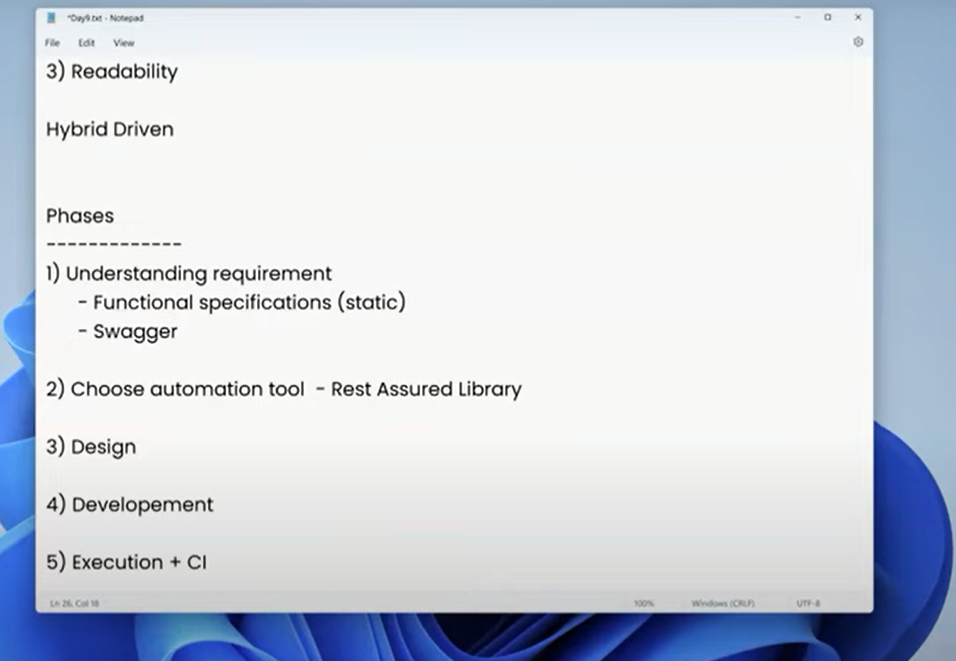 *Day9.txt - Notepad
File Edit View
3) Readability
Hybrid Driven
Phases
-------------
1) Understanding requirement
- Functional specifications (static)
- Swagger
2) Choose automation tool - Rest Assured Library
3) Design
4) Developement
5) Execution + CI
Ln 26, Col 18 100% Windows (CRLF) UTF-8